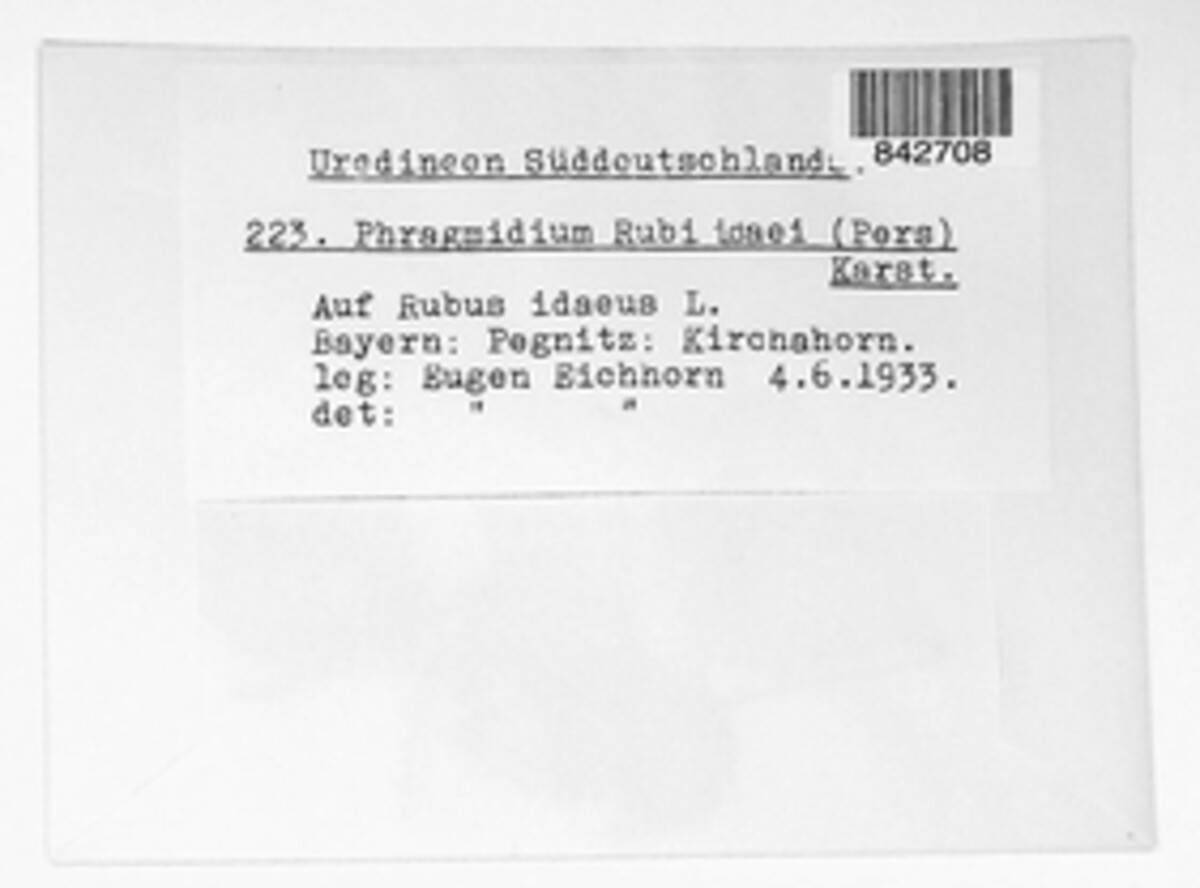 842708
Uredineen Süddeutschlands.
223. Phragmidium Rubi idaei (Pers)
Karst.
Auf Rubus idaeus L.
Bayern: Pegnitz: Kirchahorn.
leg: Eugen Eichhorn 4.6.1933.
det: " "